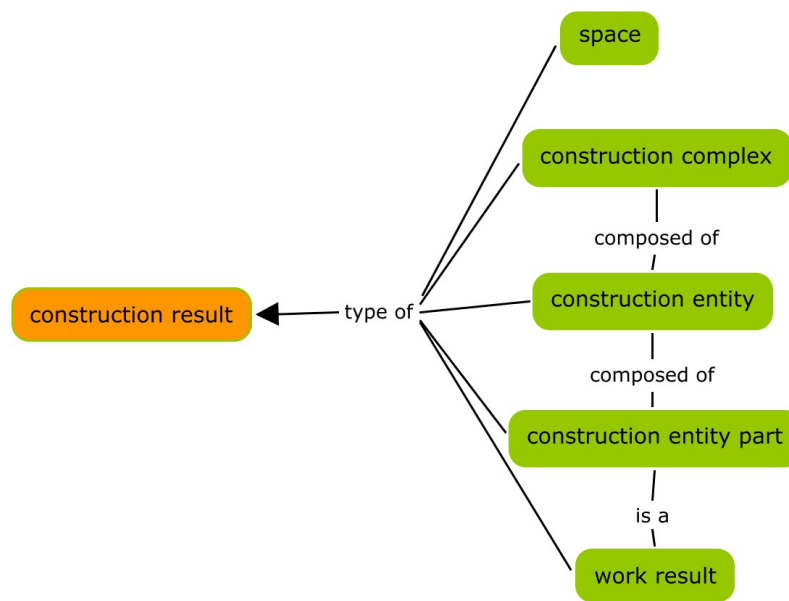 space
construction complex
composed of
construction entity
construction result
type of
composed of
construction entity part
is a
work result